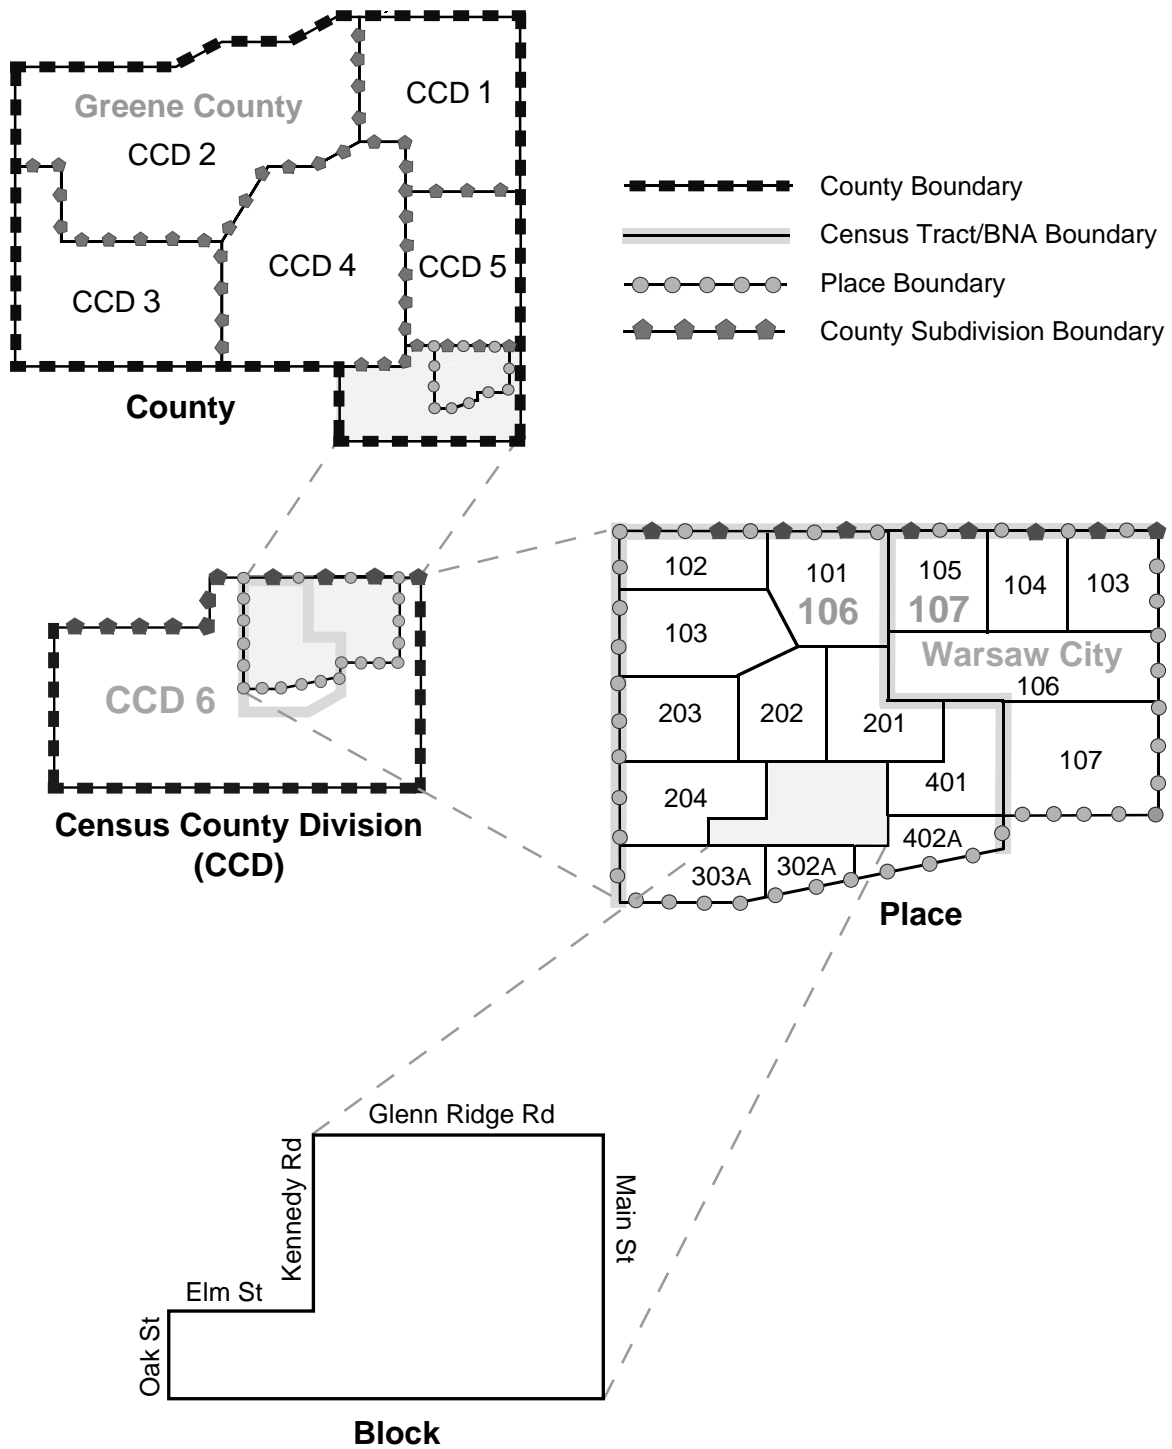 CCD 1
Greene County
CCD 2
CCD 4
CCD 5
CCD 3
County
County Boundary
Census Tract/BNA Boundary
Place Boundary
County Subdivision Boundary
CCD 6
Census County Division
(CCD)
102
101
105
104
103
106
107
103
Warsaw City
106
203
202
201
107
204
401
402A
303A
302A
Place
Glenn Ridge Rd
Kennedy Rd
Main St
Elm St
Oak St
Block